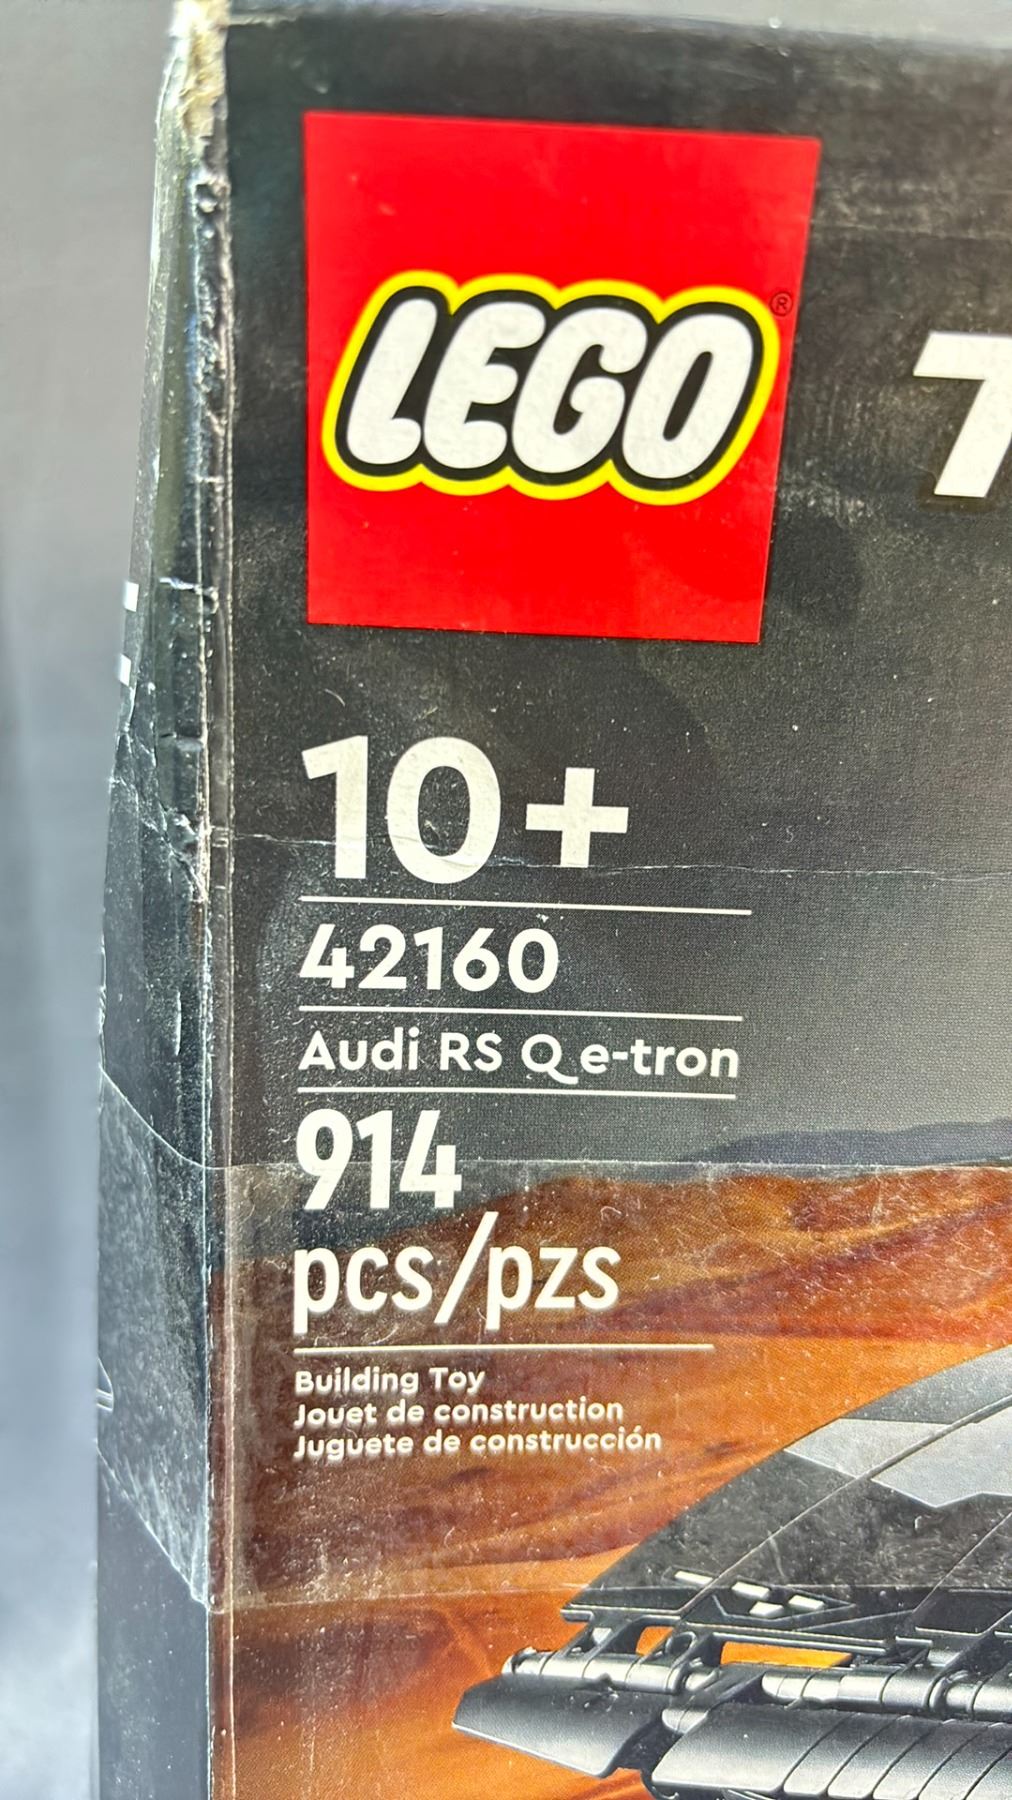 LEGO®
10+
42160
Audi RS Q e-tron
914
pcs/pzs
Building Toy
Jouet de construction
Juguete de construcción